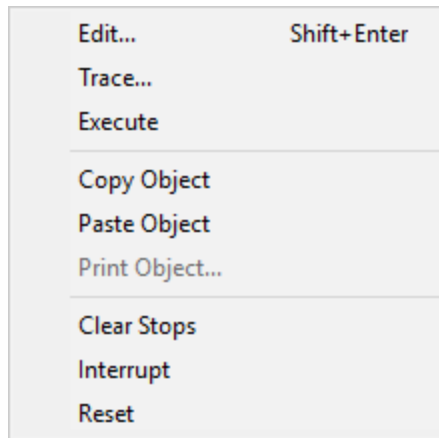 Edit... Shift+Enter
Trace...
Execute
Copy Object
Paste Object
Print Object...
Clear Stops
Interrupt
Reset